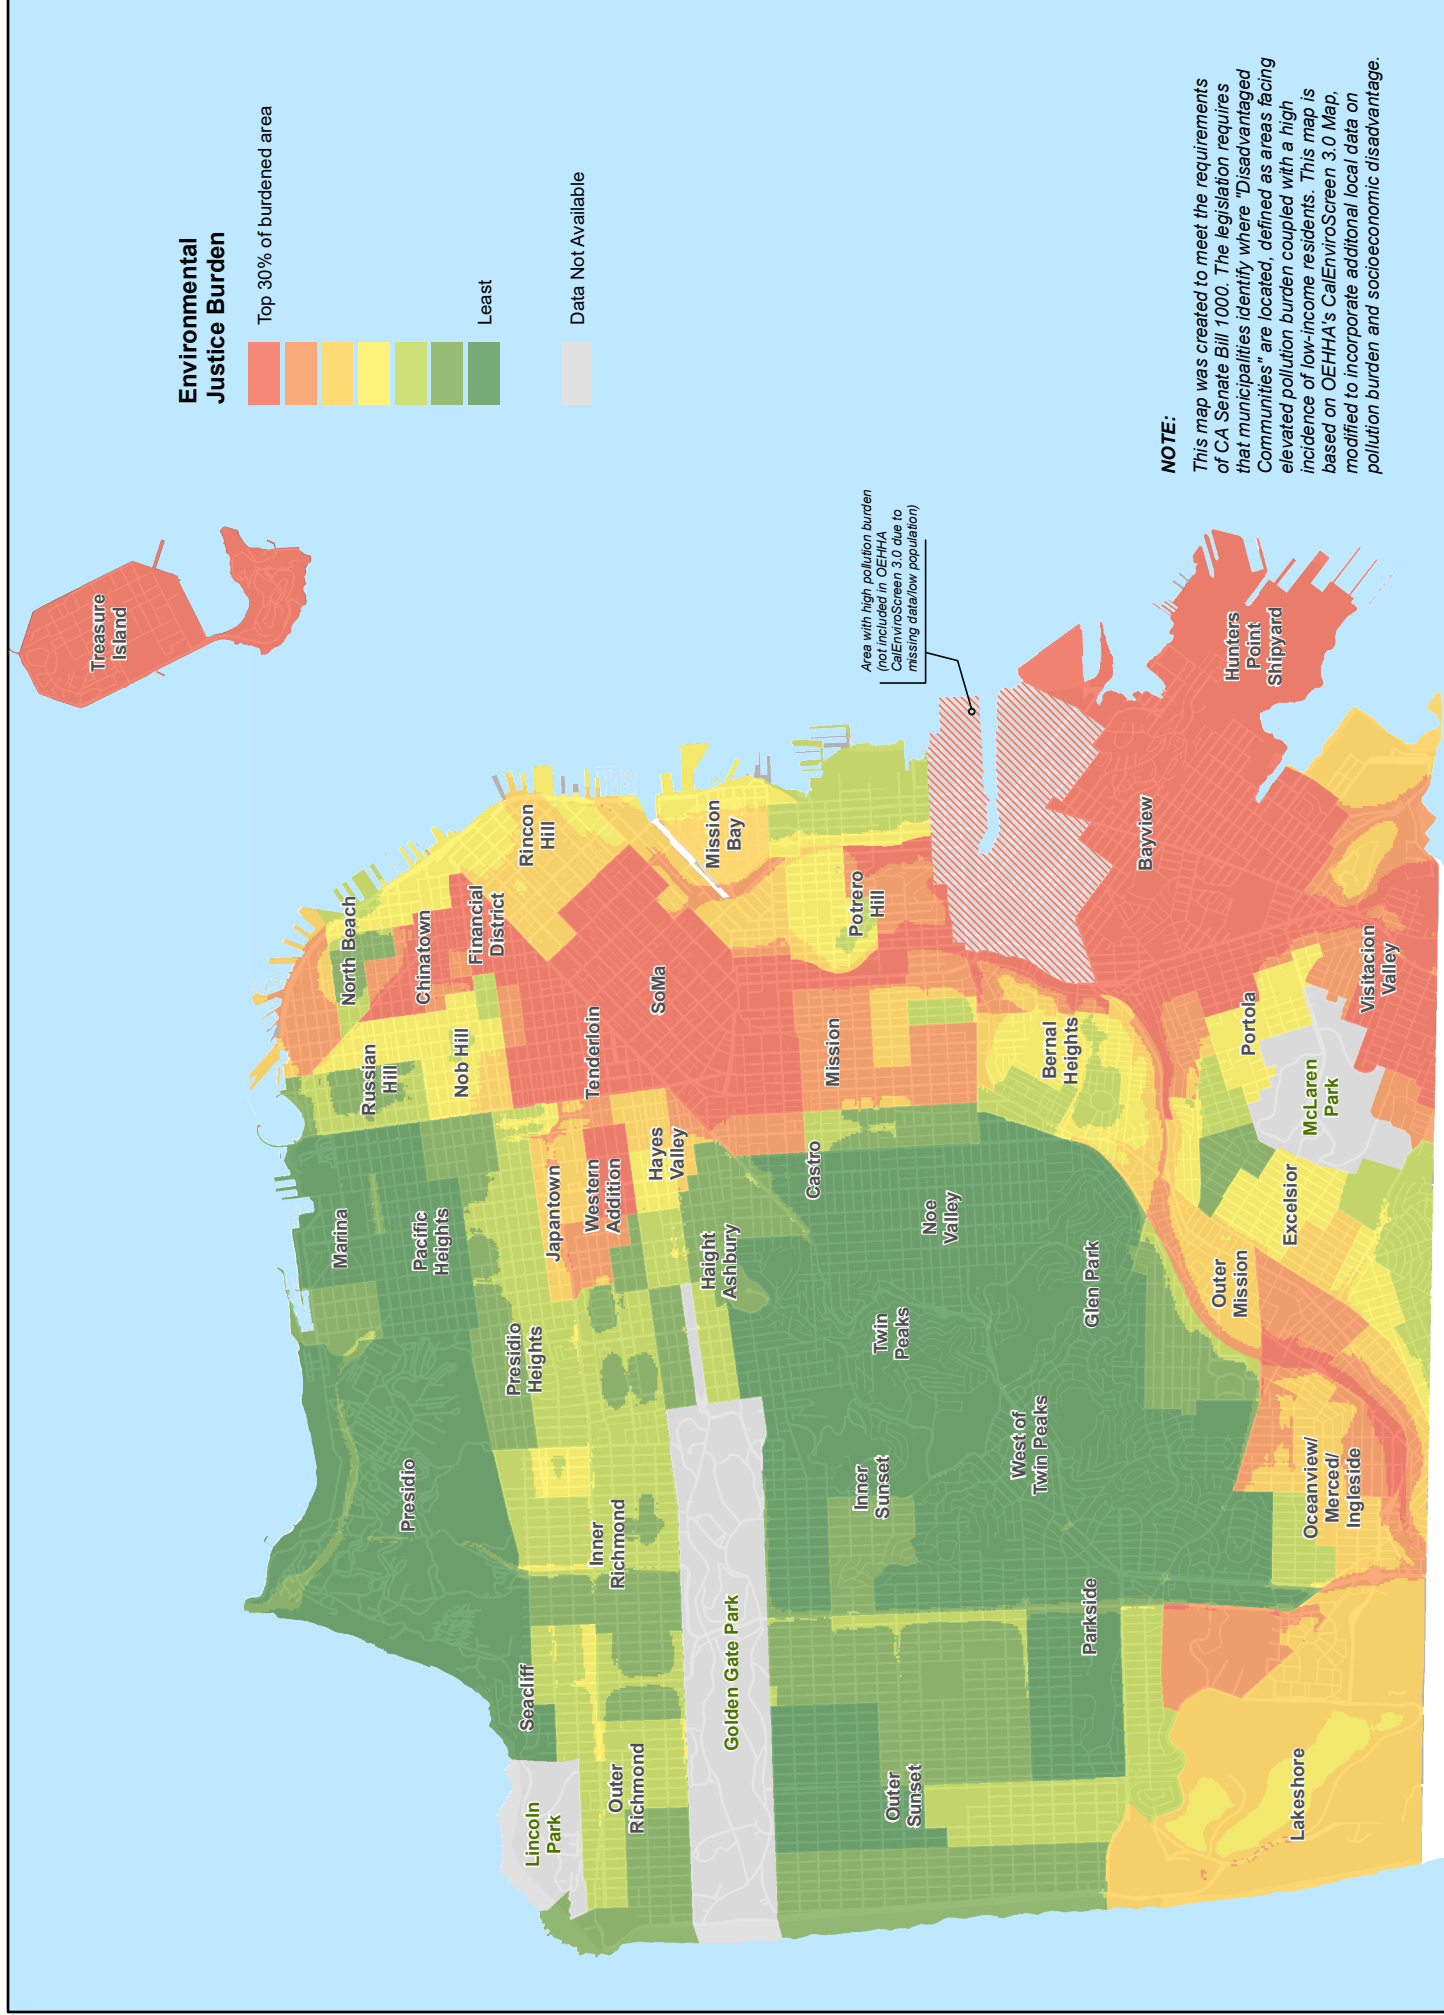 Environmental
Justice Burden
Top 30% of burdened area
Least
Data Not Available
Treasure
Island
North Beach
Chinatown
Financial
District
Rincon
Hill
Russian
Hill
Nob Hill
Tenderloin
SoMa
Mission
Bay
Potrero
Hill
Marina
Pacific
Heights
Japantown
Western
Addition
Hayes
Valley
Mission
Castro
Haight
Ashbury
Presidio
Presidio
Heights
Inner
Richmond
Seacliff
Lincoln
Park
Outer
Richmond
Golden Gate Park
Noe
Valley
Twin
Peaks
Glen Park
Inner
Sunset
West of
Twin Peaks
Parkside
Outer
Sunset
Bernal
Heights
Bayview
Hunters
Point
Shipyard
Portola
McLaren
Park
Visitacion
Valley
Excelsior
Outer
Mission
Oceanview/
Merced/
Ingleside
Lakeshore
Area with high pollution burden
(not included in OEHHA
CalEnviroScreen 3.0 due to
missing data/low population)
NOTE:
This map was created to meet the requirements
of CA Senate Bill 1000. The legislation requires
that municipalities identify where "Disadvantaged
Communities" are located, defined as areas facing
elevated pollution burden coupled with a high
incidence of low-income residents. This map is
based on OEHHA's CalEnviroScreen 3.0 Map,
modified to incorporate additonal local data on
pollution burden and socioeconomic disadvantage.